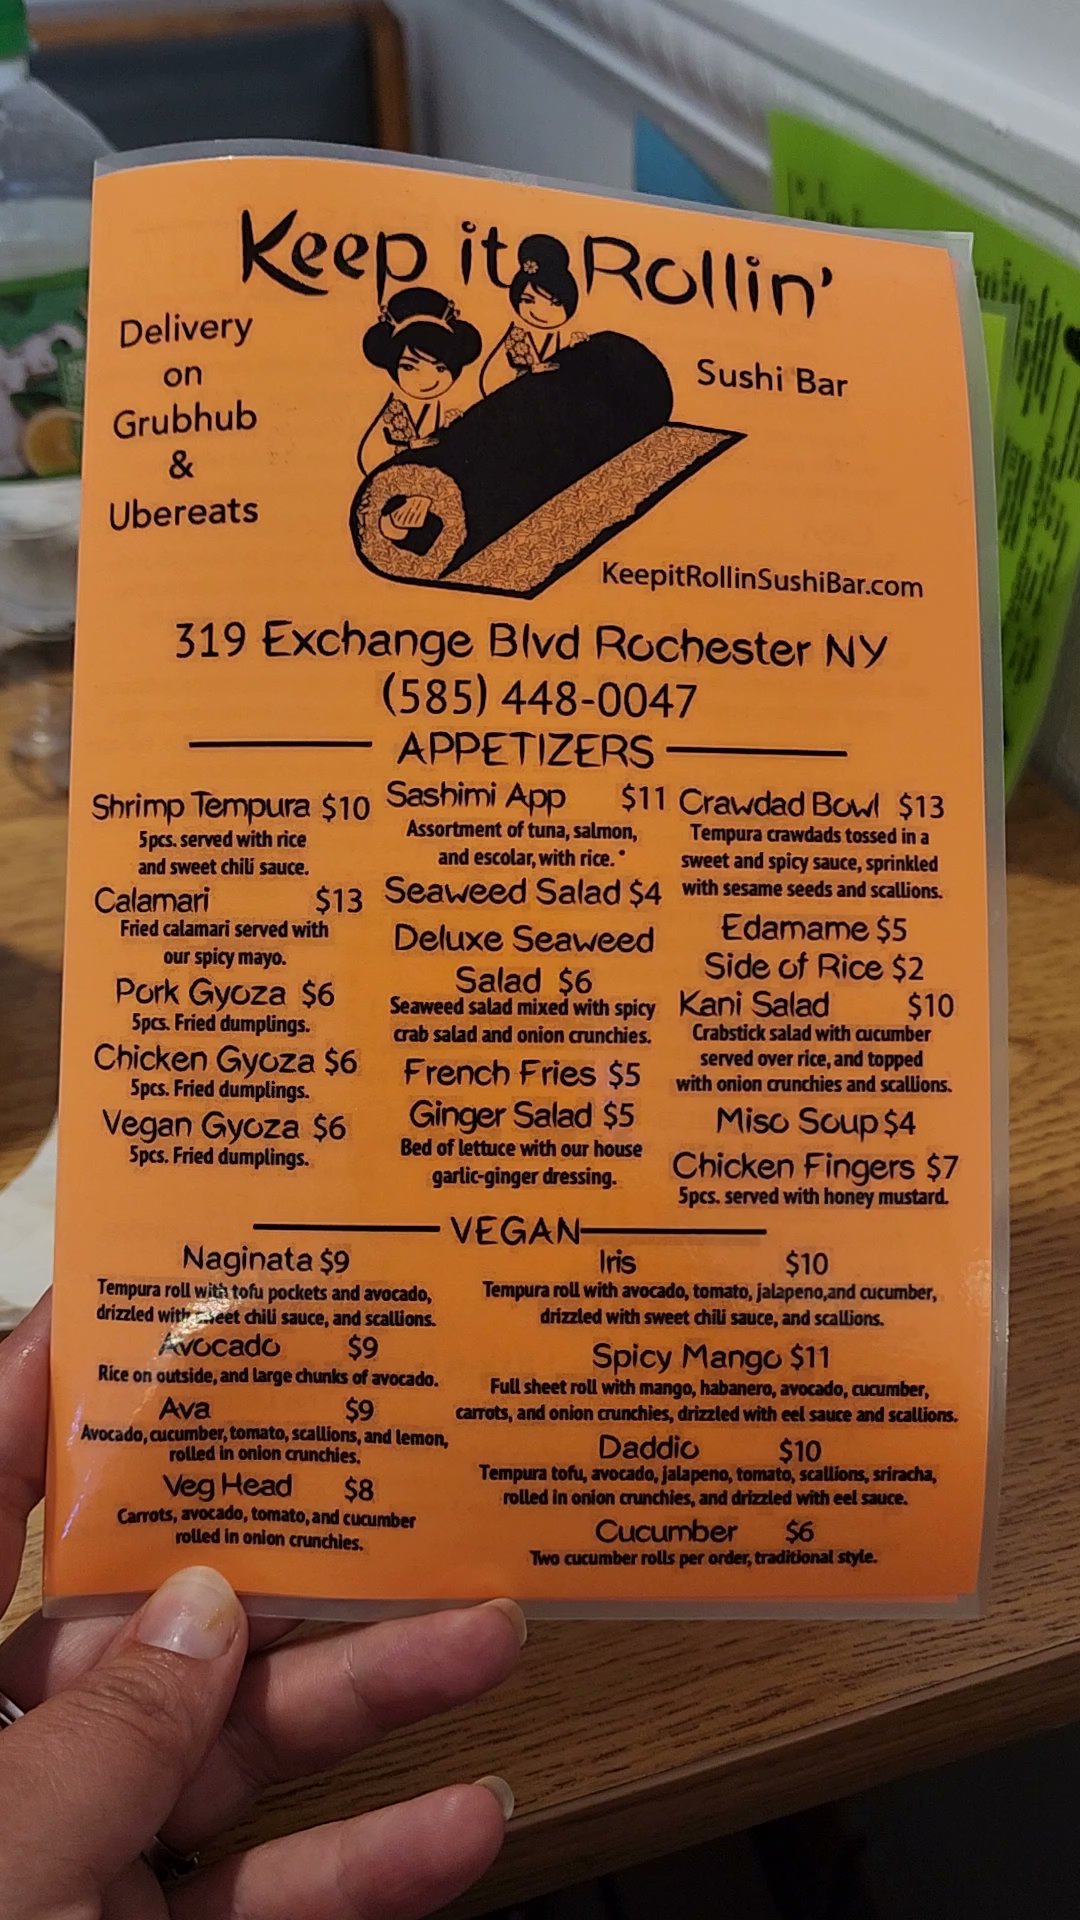 Keep it Rollin'
Delivery
on
Grubhub
&
Ubereats
Sushi Bar
KeepitRollinSushiBar.com
319 Exchange Blvd Rochester NY
(585) 448-0047
APPETIZERS
Shrimp Tempura $10
5pcs. served with rice
and sweet chili sauce.
Calamari $13
Fried calamari served with
our spicy mayo.
Pork Gyoza $6
5pcs. Fried dumplings.
Chicken Gyoza $6
5pcs. Fried dumplings.
Vegan Gyoza $6
5pcs. Fried dumplings.
Sashimi App $11
Assortment of tuna, salmon,
and escolar, with rice. *
Seaweed Salad $4
Deluxe Seaweed
Salad $6
Seaweed salad mixed with spicy
crab salad and onion crunchies.
French Fries $5
Ginger Salad $5
Bed of lettuce with our house
garlic-ginger dressing.
Crawdad Bowl $13
Tempura crawdads tossed in a
sweet and spicy sauce, sprinkled
with sesame seeds and scallions.
Edamame $5
Side of Rice $2
Kani Salad $10
Crabstick salad with cucumber
served over rice, and topped
with onion crunchies and scallions.
Miso Soup $4
Chicken Fingers $7
5pcs. served with honey mustard.
VEGAN
Naginata $9
Tempura roll with tofu pockets and avocado,
drizzled with sweet chili sauce, and scallions.
Avocado $9
Rice on outside, and large chunks of avocado.
Ava $9
Avocado, cucumber, tomato, scallions, and lemon,
rolled in onion crunchies.
Veg Head $8
Carrots, avocado, tomato, and cucumber
rolled in onion crunchies.
Iris $10
Tempura roll with avocado, tomato, jalapeno, and cucumber,
drizzled with sweet chili sauce, and scallions.
Spicy Mango $11
Full sheet roll with mango, habanero, avocado, cucumber,
carrots, and onion crunchies, drizzled with eel sauce and scallions.
Daddio $10
Tempura tofu, avocado, jalapeno, tomato, scallions, sriracha,
rolled in onion crunchies, and drizzled with eel sauce.
Cucumber $6
Two cucumber rolls per order, traditional style.